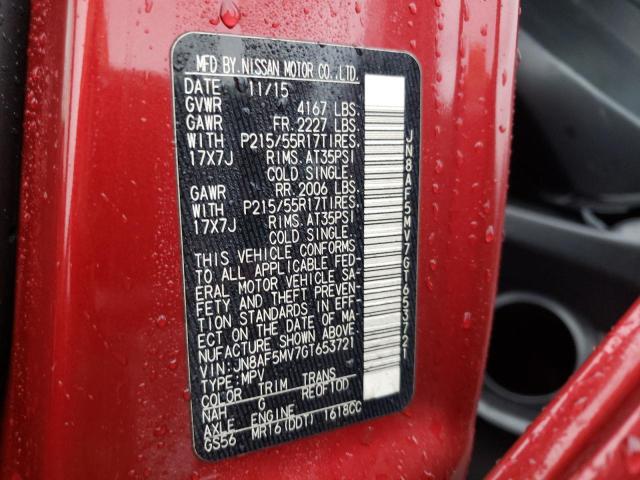 MFD BY. NISSAN MOTOR CO., LTD.
DATE 11/15
GVWR 4167 LBS.
GAWR FR. 2227 LBS.
WITH P215/55R17TIRES.
17X7J RIMS. AT35PSI
COLD SINGLE.
GAWR RR. 2006 LBS.
WITH P215/55R17TIRES.
17X7J RIMS. AT35PSI
COLD SINGLE.
THIS VEHICLE CONFORMS
TO ALL APPLICABLE FED-
ERAL MOTOR VEHICLE SA-
FETY AND THEFT PREVEN-
TION STANDARDS IN EFF-
ECT ON THE DATE OF MA-
NUFACTURE SHOWN ABOVE.
VIN: JN8AF5MV7GT653721
TYPE: MPV
COLOR TRIM TRANS
NAH G RE0F10D
AXLE ENGINE
GS56 MR16(DDT) 1618CC
JN8AF5MV7GT653721